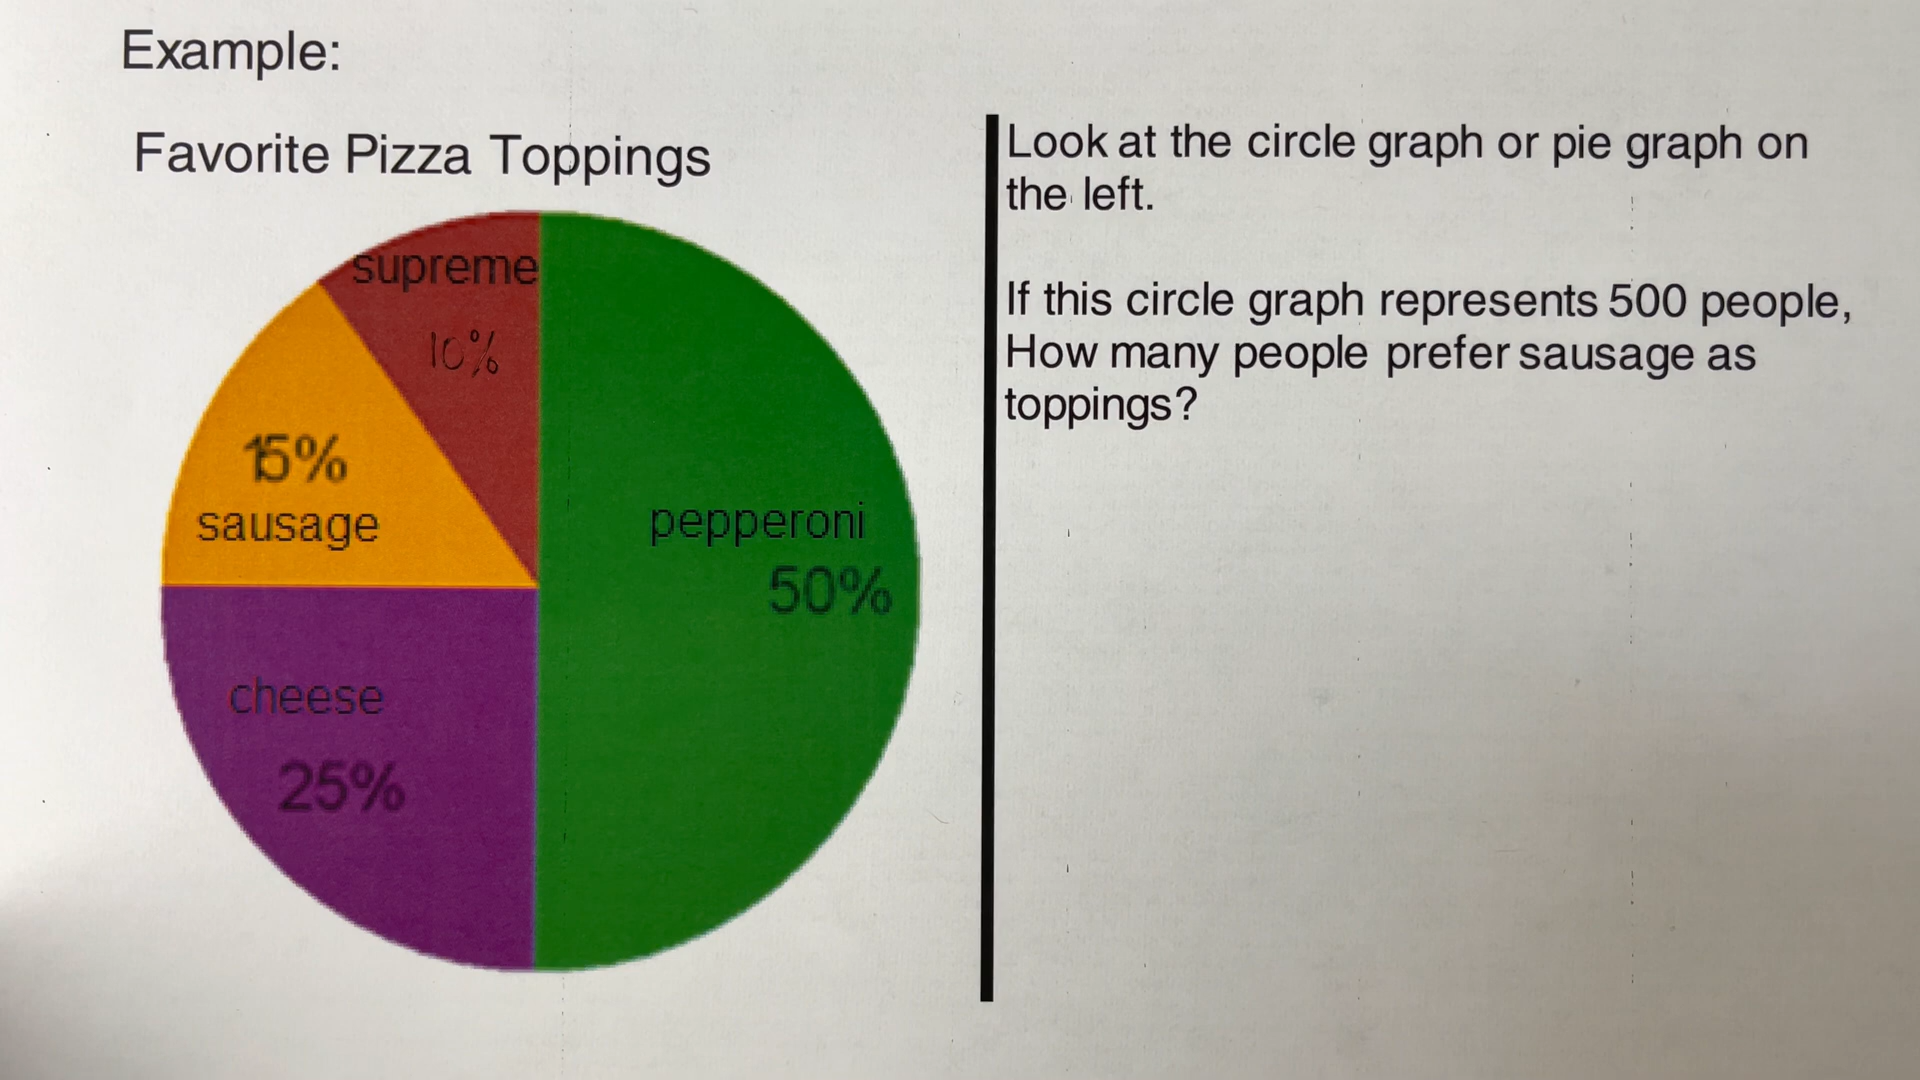 Example:
Favorite Pizza Toppings
supreme
10%
15%
sausage
pepperoni
50%
cheese
25%
Look at the circle graph or pie graph on
the left.
If this circle graph represents 500 people,
How many people prefer sausage as
toppings?